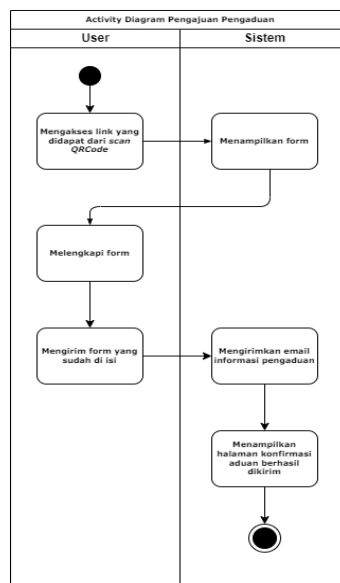 Activity Diagram Pengajuan Pengaduan
User
Sistem
Mengakses link yang
didapat dari scan
QRCode
Menampilkan form
Melengkapi form
Mengirim form yang
sudah di isi
Mengirimkan email
informasi pengaduan
Menampilkan
halaman konfirmasi
aduan berhasil
dikirim